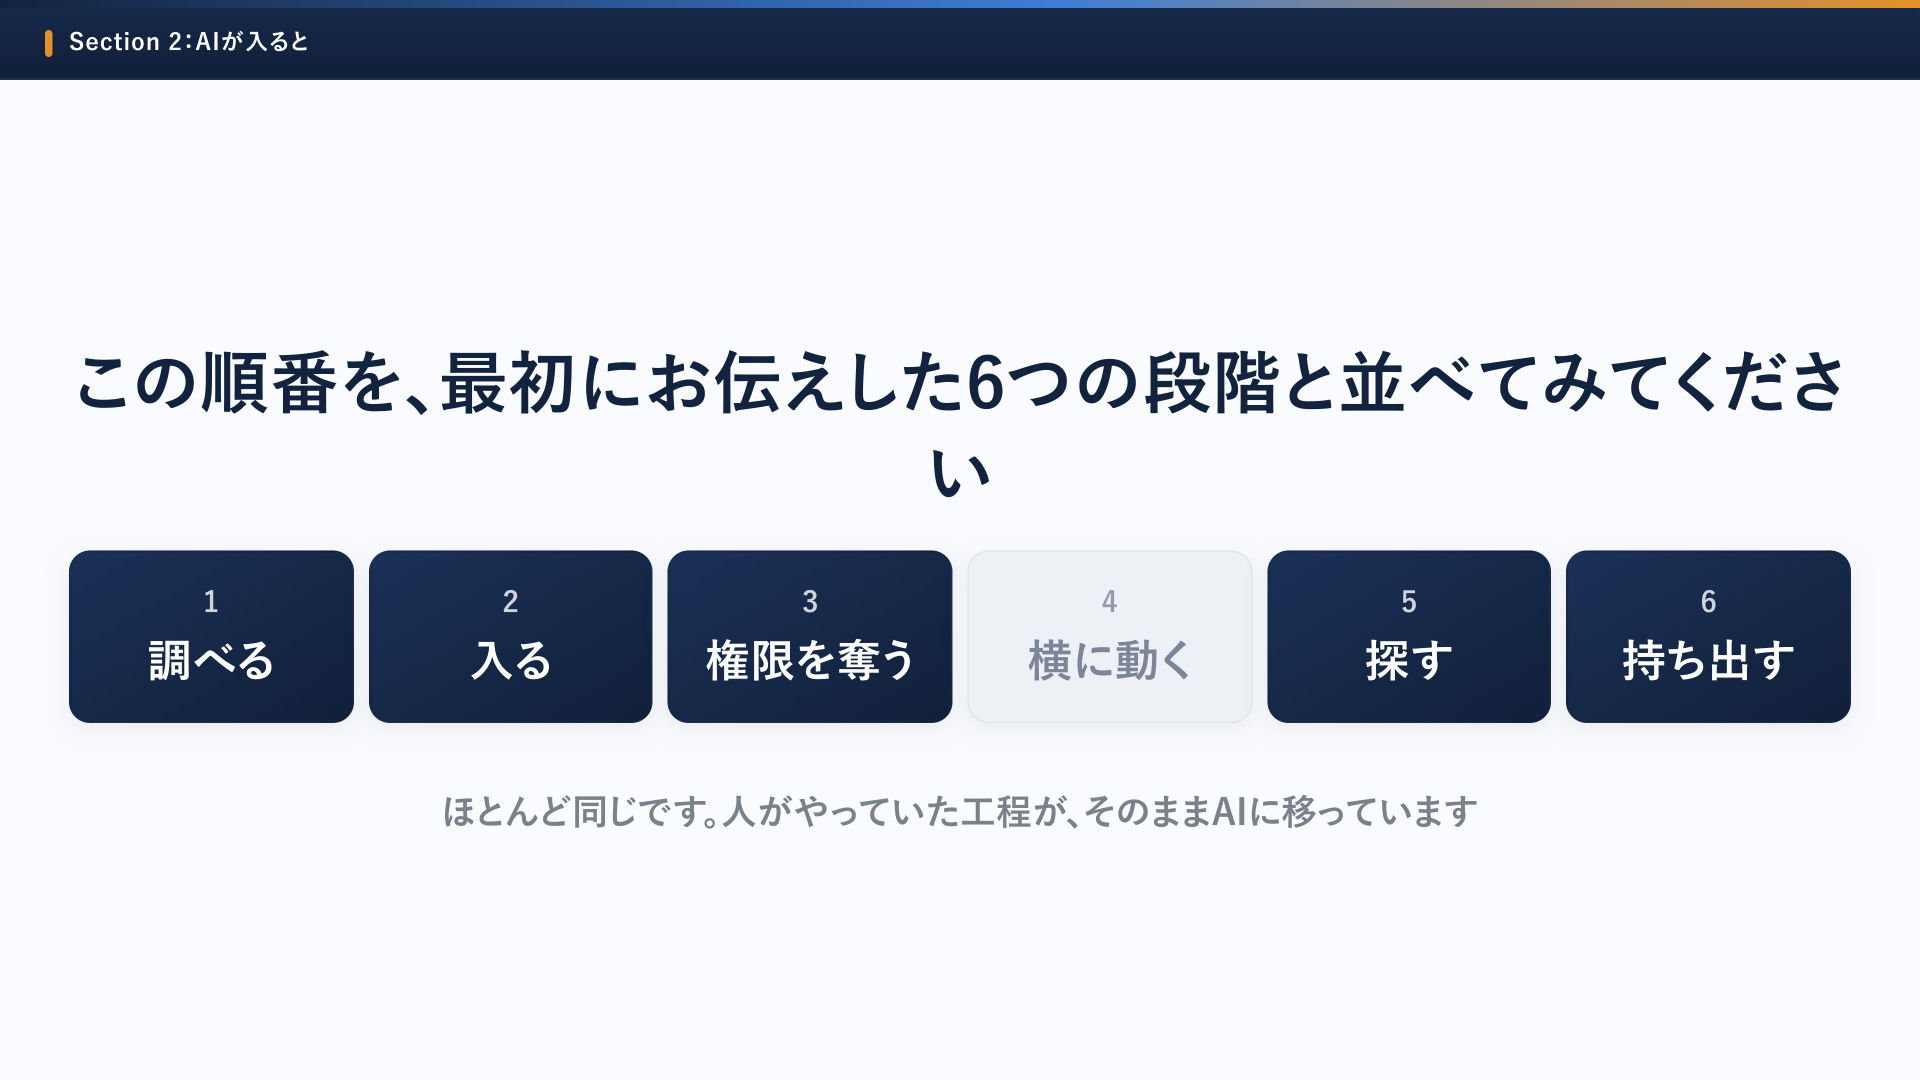 Section 2：AIが入ると
この順番を、最初にお伝えした6つの段階と並べてみてくださ
い
1
調べる
2
入る
3
権限を奪う
4
横に動く
5
探す
6
持ち出す
ほとんど同じです。人がやっていた工程が、そのままAIに移っています